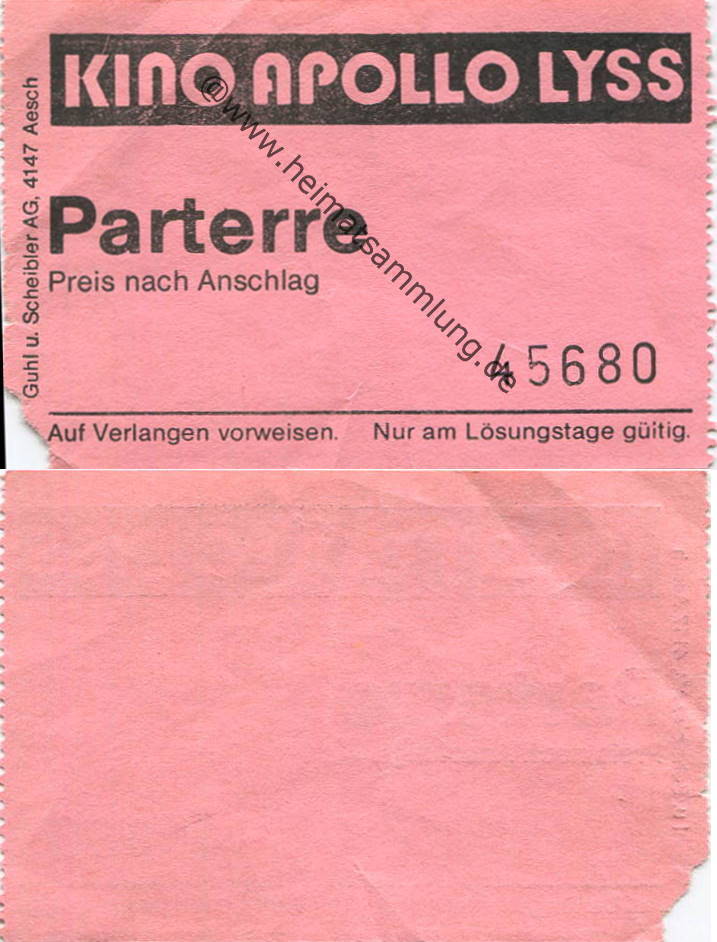 KINO APOLLO LYSS
Guhl u. Scheibler AG, 4147 Aesch
Parterre
Preis nach Anschlag
45680
Auf Verlangen vorweisen. Nur am Lösungstage gültig.
@www.heimatsammlung.de